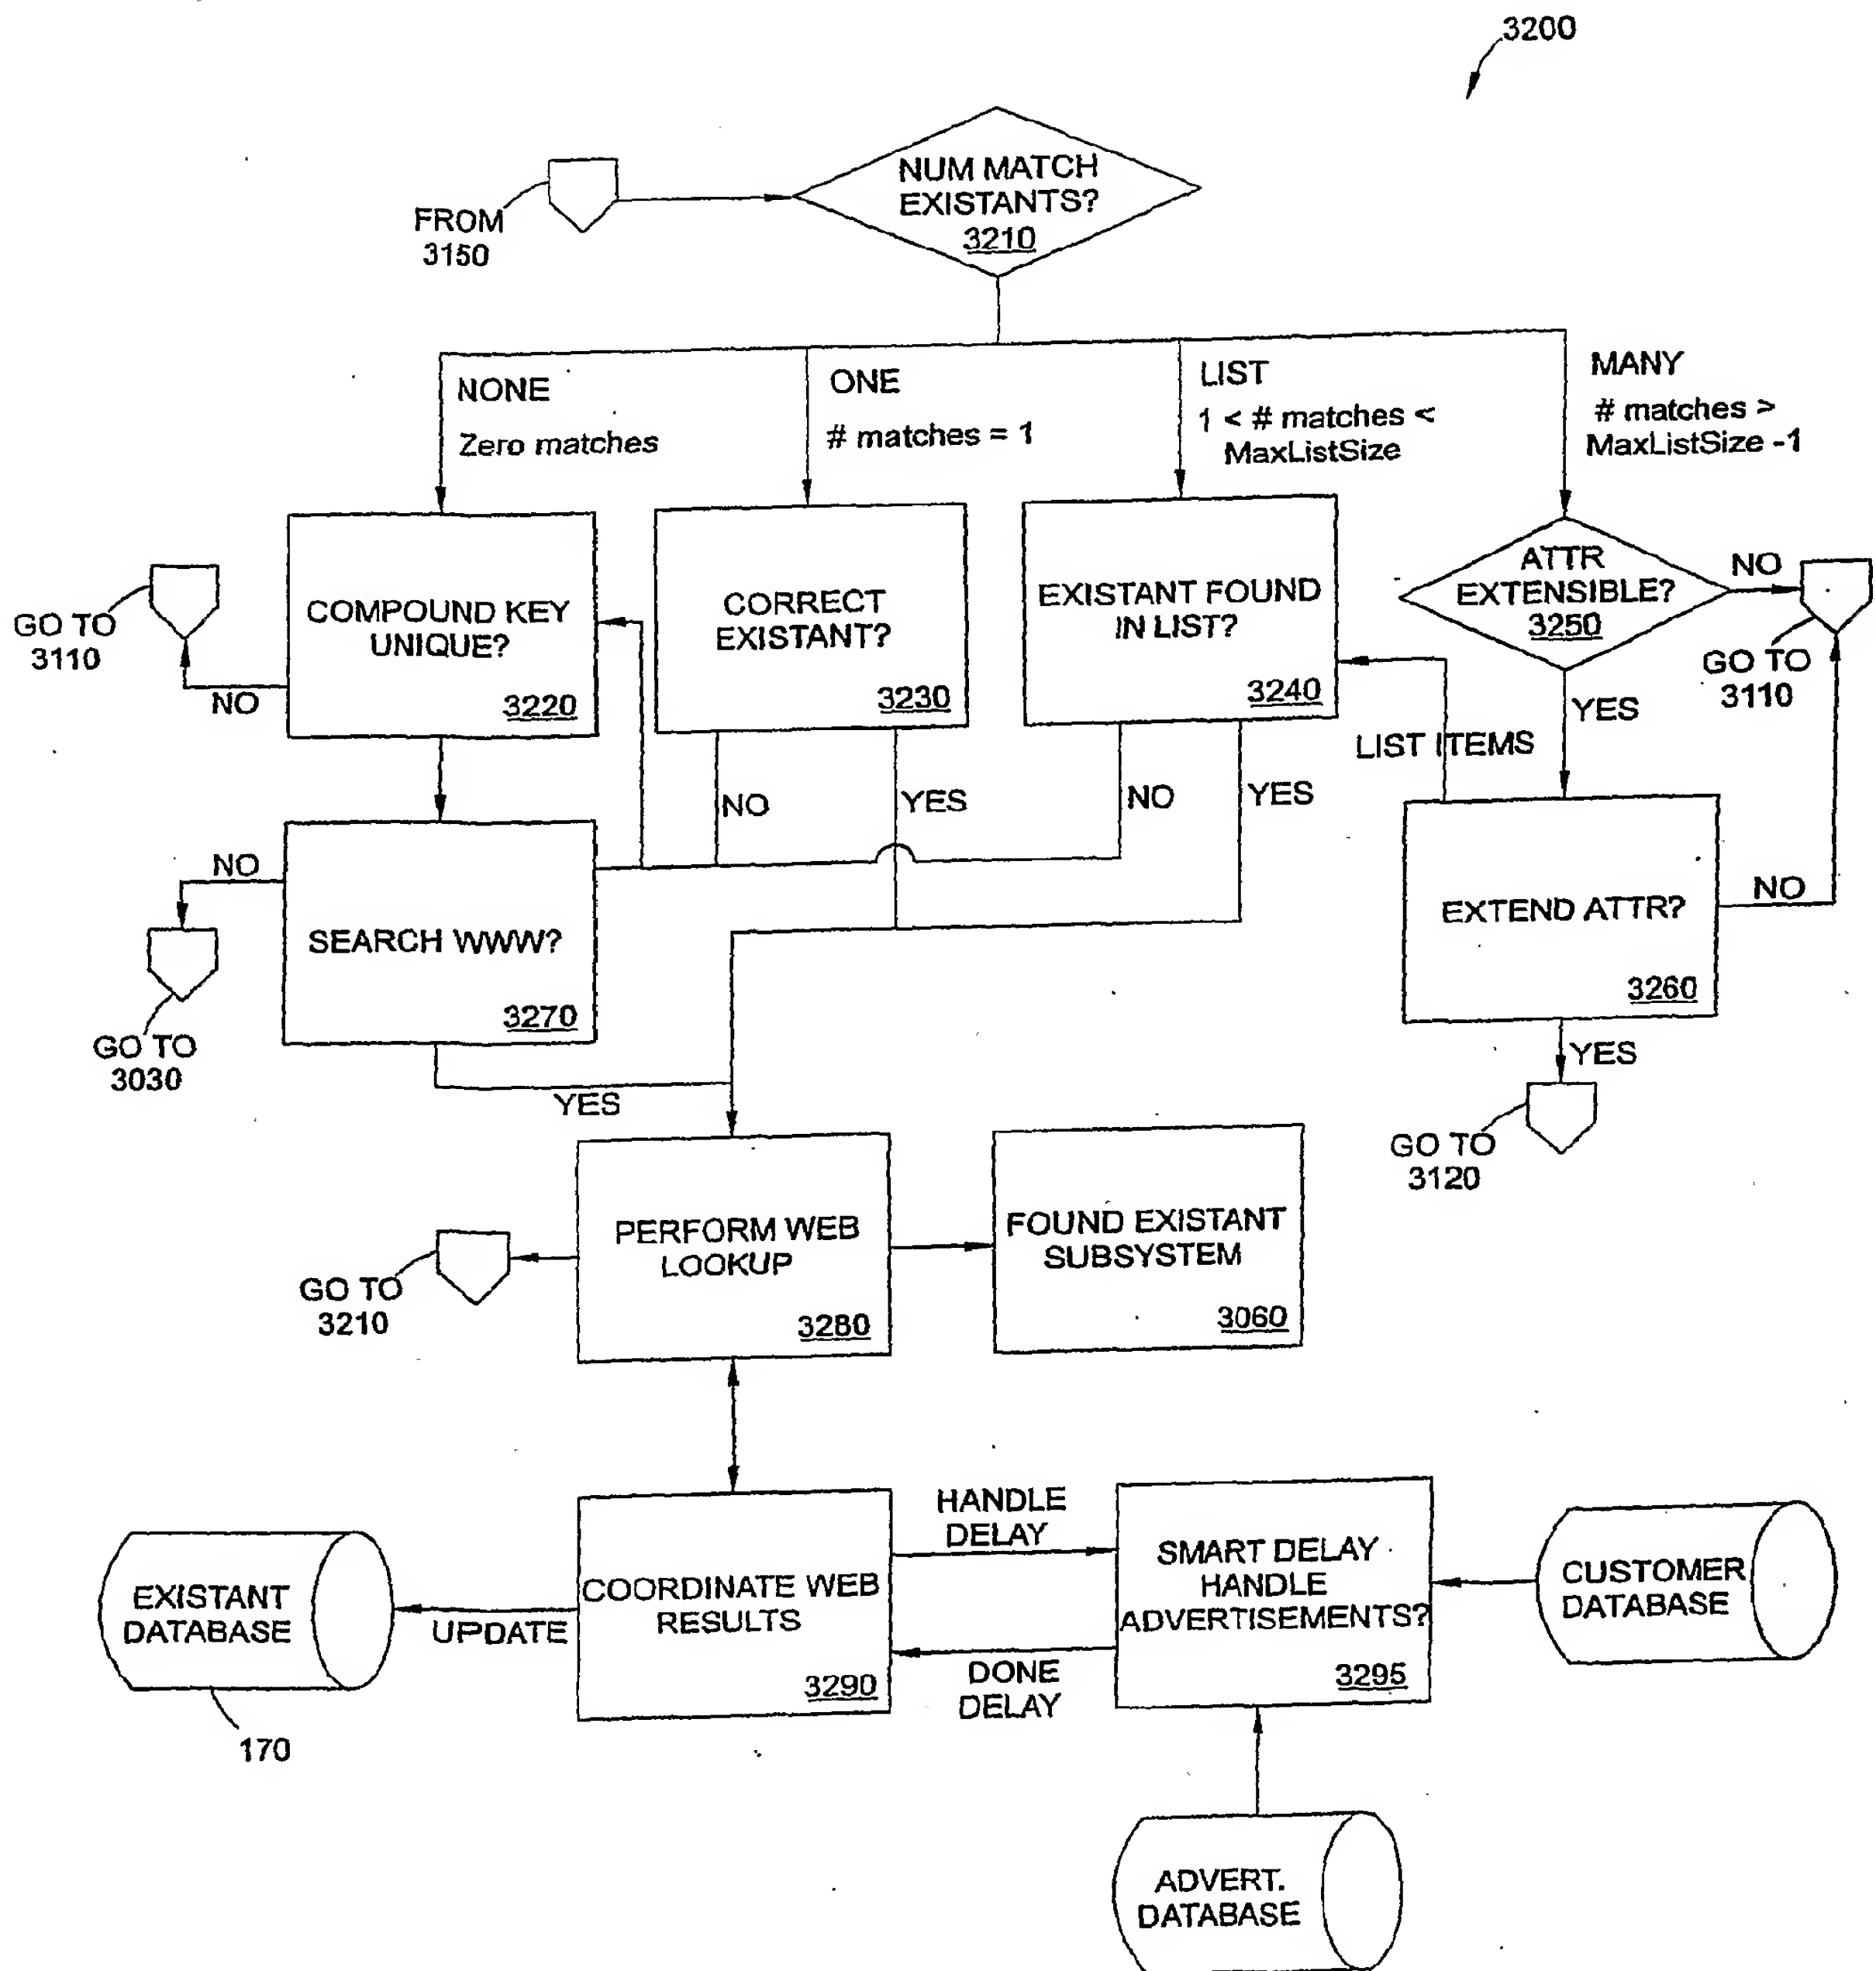 3200
NUM MATCH
EXISTANTS?
3210
FROM
3150
NONE
Zero matches
ONE
# matches = 1
LIST
1 < # matches <
MaxListSize
MANY
# matches >
MaxListSize -1
GO TO
3110
NO
COMPOUND KEY
UNIQUE?
3220
CORRECT
EXISTANT?
3230
EXISTANT FOUND
IN LIST?
3240
ATTR
EXTENSIBLE?
3250
NO
GO TO
3110
YES
LIST ITEMS
NO
YES
NO
YES
NO
GO TO
3030
SEARCH WWW?
3270
YES
EXTEND ATTR?
3260
NO
YES
GO TO
3120
PERFORM WEB
LOOKUP
3280
GO TO
3210
FOUND EXISTANT
SUBSYSTEM
3060
EXISTANT
DATABASE
170
UPDATE
COORDINATE WEB
RESULTS
3290
HANDLE
DELAY
DONE
DELAY
SMART DELAY
HANDLE
ADVERTISEMENTS?
3295
CUSTOMER
DATABASE
ADVERT.
DATABASE